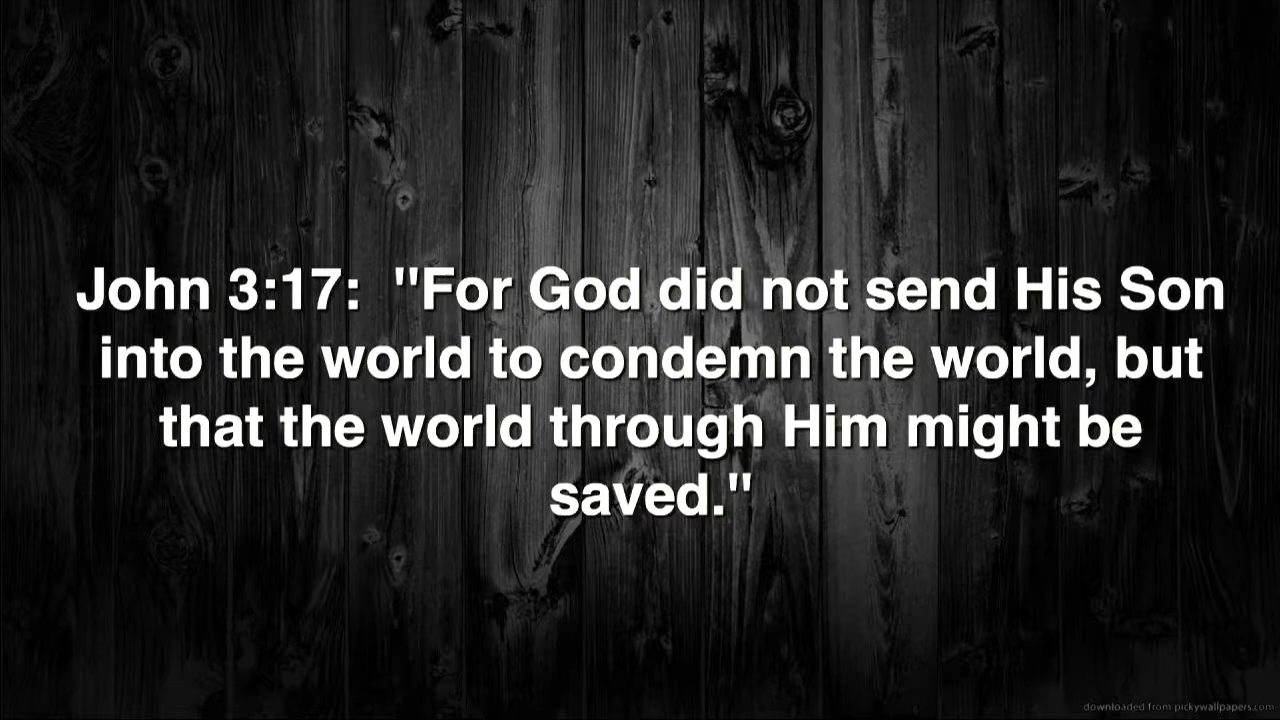 John 3:17:  "For God did not send His Son
into the world to condemn the world, but
that the world through Him might be
saved."
downloaded from pickywallpapers.com